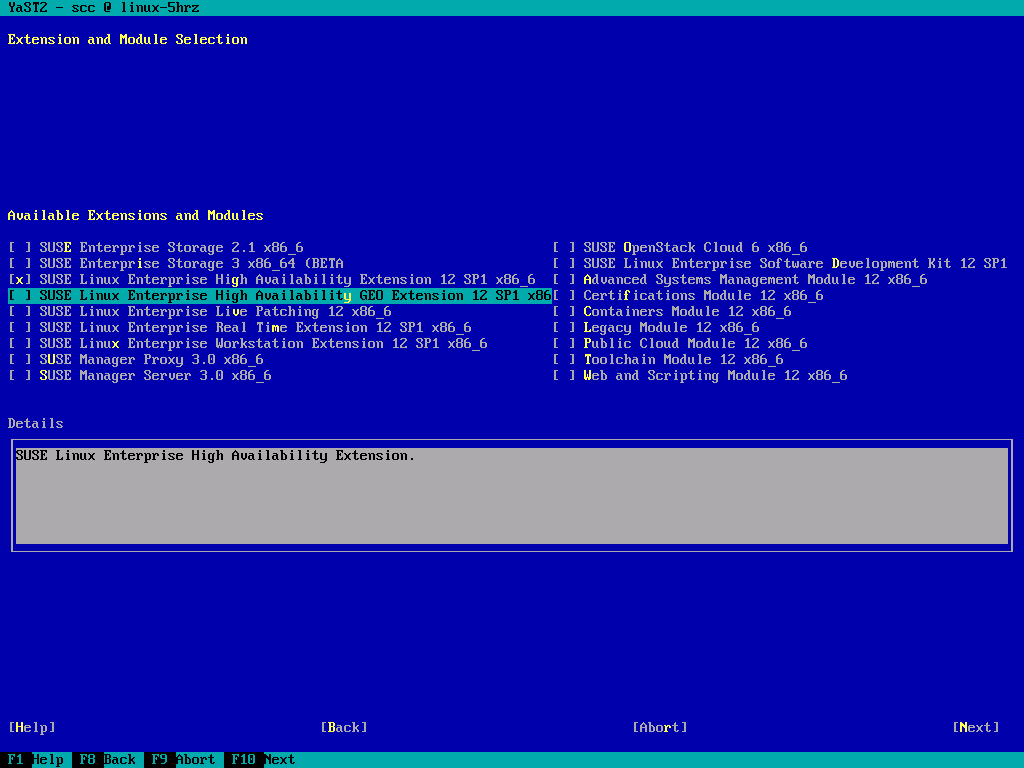 YaST2 - scc @ linux-5hrz
Extension and Module Selection
Available Extensions and Modules
[ ] SUSE Enterprise Storage 2.1 x86_6 [ ] SUSE OpenStack Cloud 6 x86_6
[ ] SUSE Enterprise Storage 3 x86_64 (BETA [ ] SUSE Linux Enterprise Software Development Kit 12 SP1
[x] SUSE Linux Enterprise High Availability Extension 12 SP1 x86_6 [ ] Advanced Systems Management Module 12 x86_6
[ ] SUSE Linux Enterprise High Availability GEO Extension 12 SP1 x86 [ ] Certifications Module 12 x86_6
[ ] SUSE Linux Enterprise Live Patching 12 x86_6 [ ] Containers Module 12 x86_6
[ ] SUSE Linux Enterprise Real Time Extension 12 SP1 x86_6 [ ] Legacy Module 12 x86_6
[ ] SUSE Linux Enterprise Workstation Extension 12 SP1 x86_6 [ ] Public Cloud Module 12 x86_6
[ ] SUSE Manager Proxy 3.0 x86_6 [ ] Toolchain Module 12 x86_6
[ ] SUSE Manager Server 3.0 x86_6 [ ] Web and Scripting Module 12 x86_6
Details
SUSE Linux Enterprise High Availability Extension.
[Help] [Back] [Abort] [Next]
F1 Help F8 Back F9 Abort F10 Next